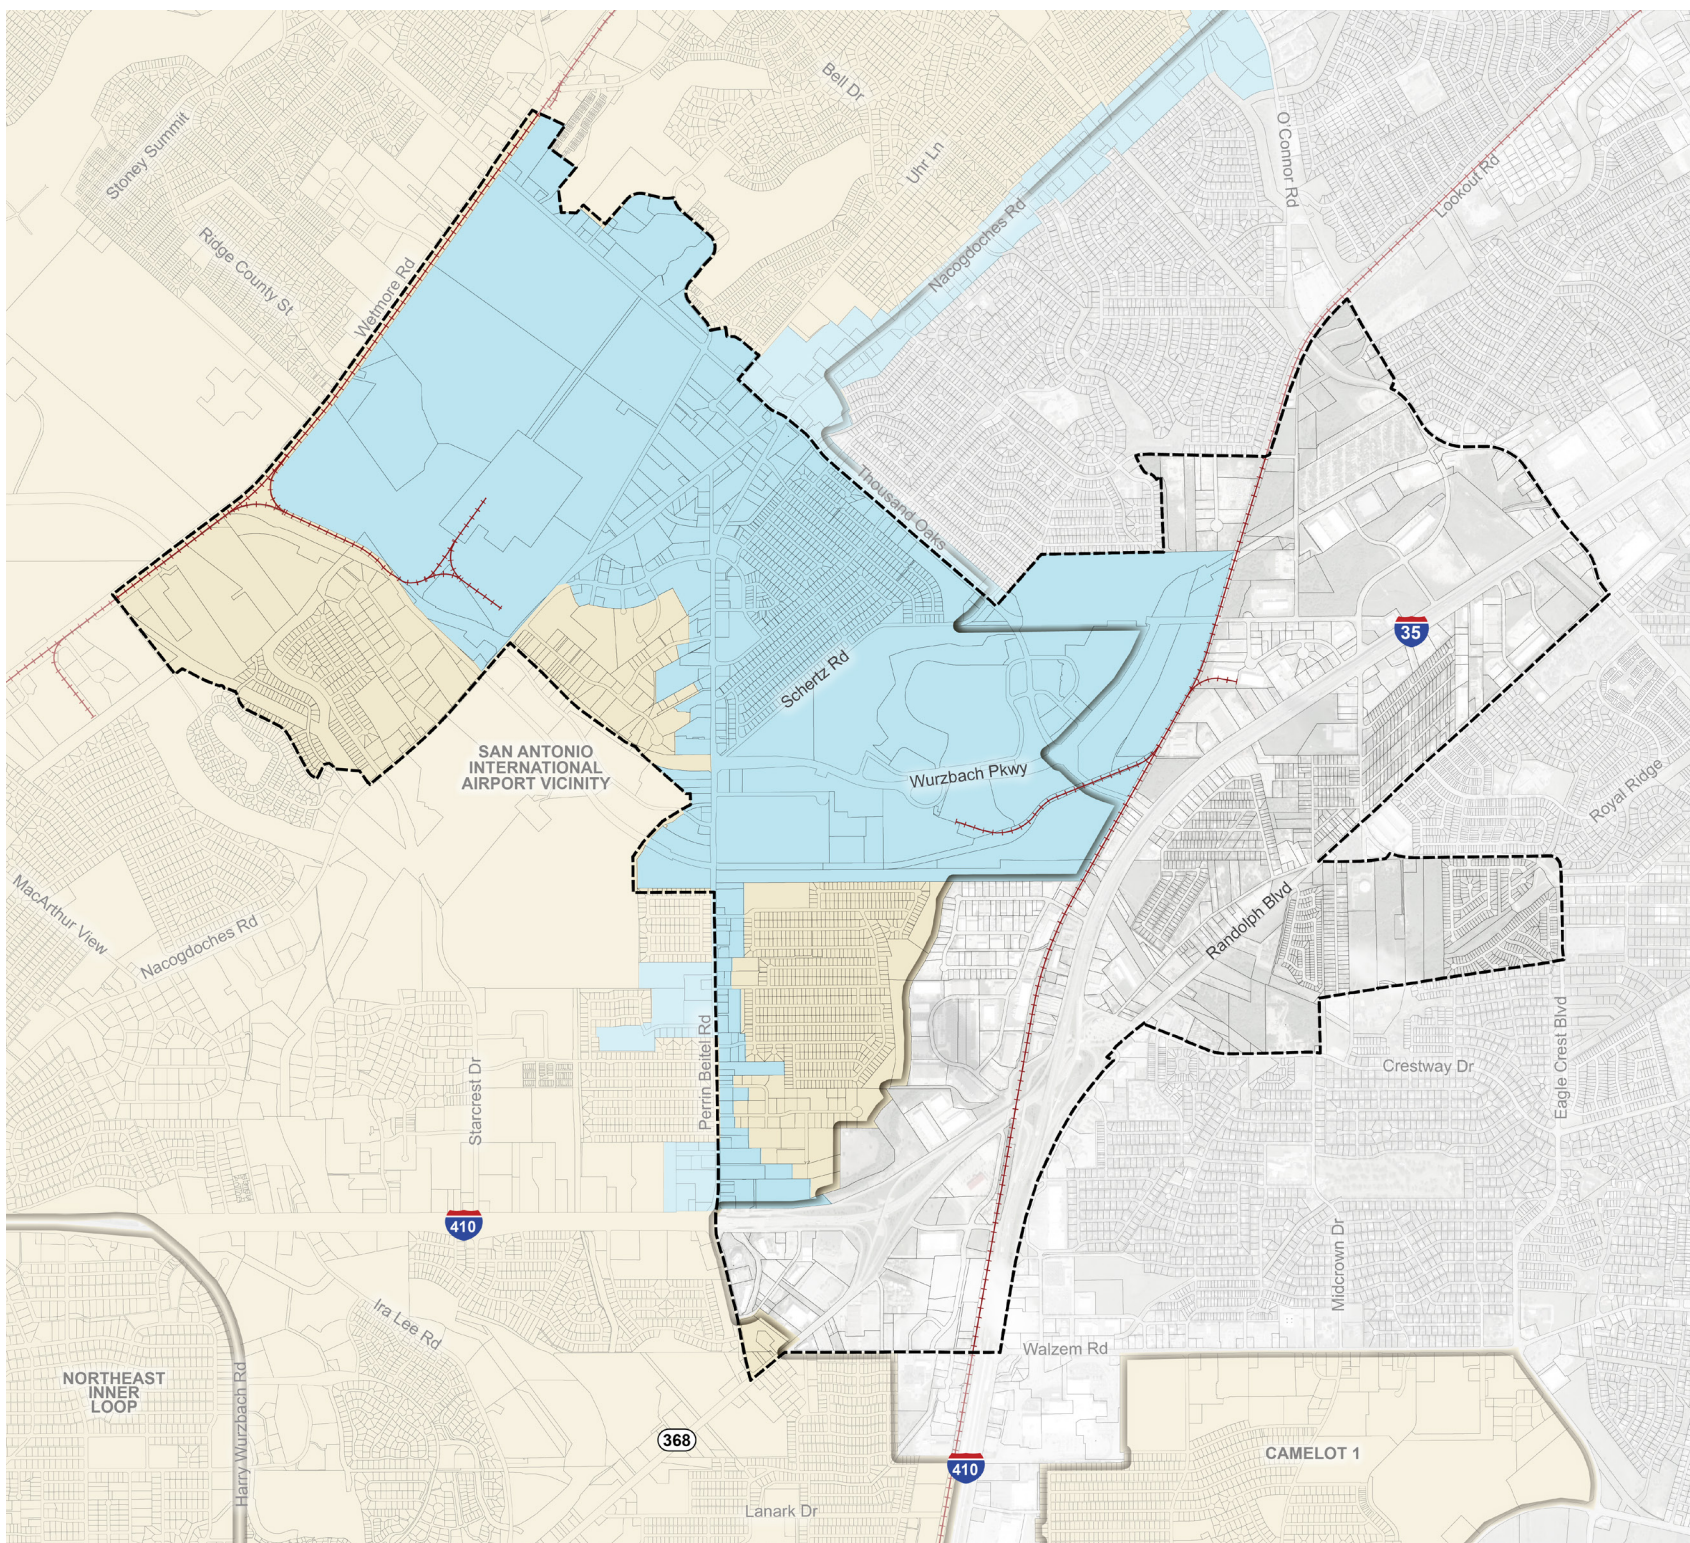 Bell Dr
Stoney Summit
O'Connor Rd
Uhr Ln
Lookout Rd
Ridge County St
Nacogdoches Rd
Wetmore Rd
Thousand Oaks
35
Schertz Rd
SAN ANTONIO
INTERNATIONAL
AIRPORT VICINITY
Wurzbach Pkwy
Royal Ridge
MacArthur View
Nacogdoches Rd
Randolph Blvd
Perrin Beitel Rd
Starcrest Dr
Crestway Dr
Eagle Crest Blvd
410
Midcrown Dr
Ira Lee Rd
Walzem Rd
NORTHEAST
INNER
LOOP
Harry Wurzbach Rd
368
CAMELOT 1
410
Lanark Dr